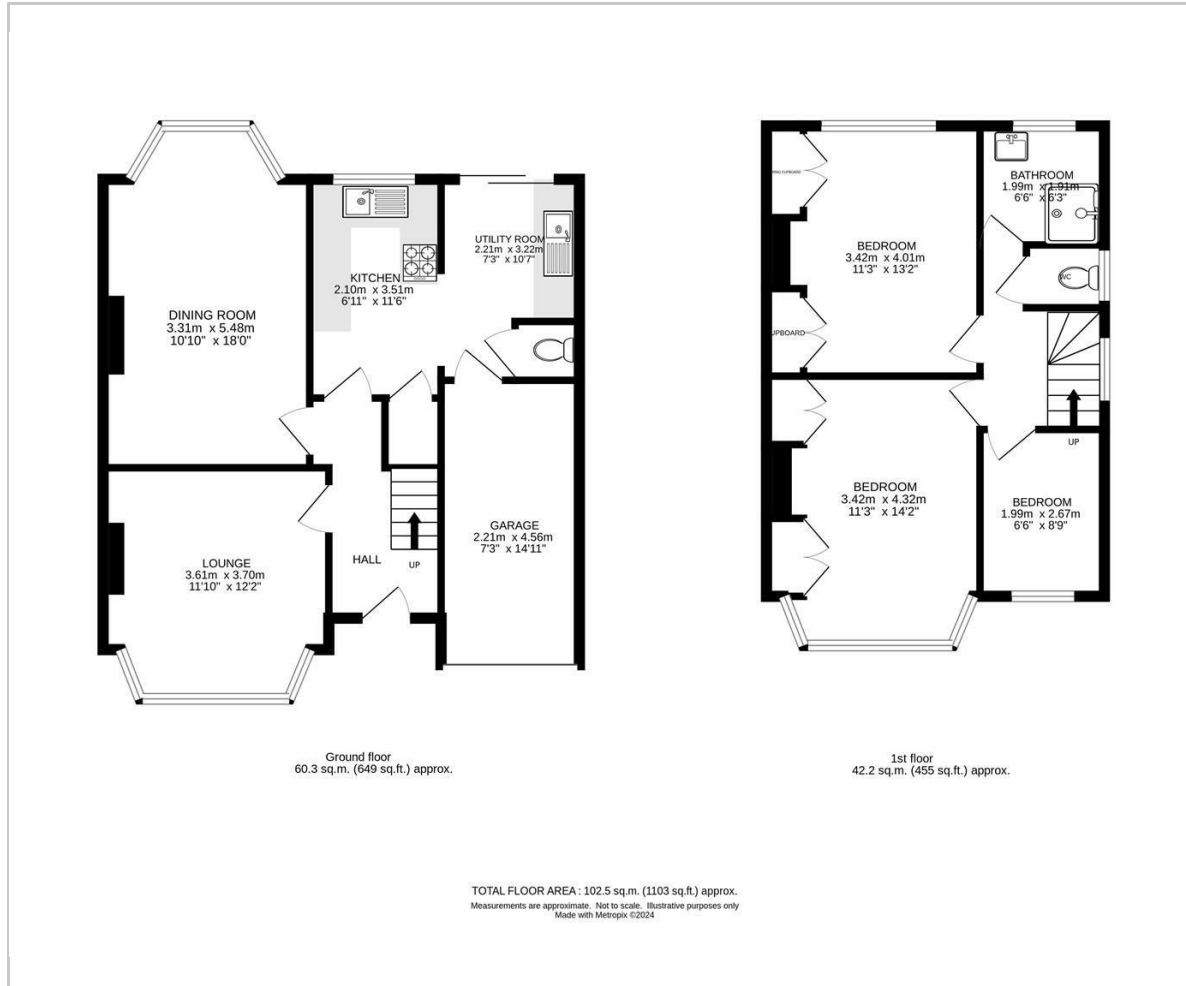 DINING ROOM
3.31m x 5.48m
10'10" x 18'0"
KITCHEN
2.10m x 3.51m
6'11" x 11'6"
UTILITY ROOM
2.21m x 3.22m
7'3" x 10'7"
LOUNGE
3.61m x 3.70m
11'10" x 12'2"
HALL
UP
GARAGE
2.21m x 4.56m
7'3" x 14'11"
Ground floor
60.3 sq.m. (649 sq.ft.) approx.
CUPBOARD
BEDROOM
3.42m x 4.01m
11'3" x 13'2"
UPBOARD
BATHROOM
1.99m x 1.91m
6'6" x 6'3"
WC
UP
BEDROOM
3.42m x 4.32m
11'3" x 14'2"
BEDROOM
1.99m x 2.67m
6'6" x 8'9"
1st floor
42.2 sq.m. (455 sq.ft.) approx.
TOTAL FLOOR AREA : 102.5 sq.m. (1103 sq.ft.) approx.
Measurements are approximate. Not to scale. Illustrative purposes only
Made with Metropix ©2024